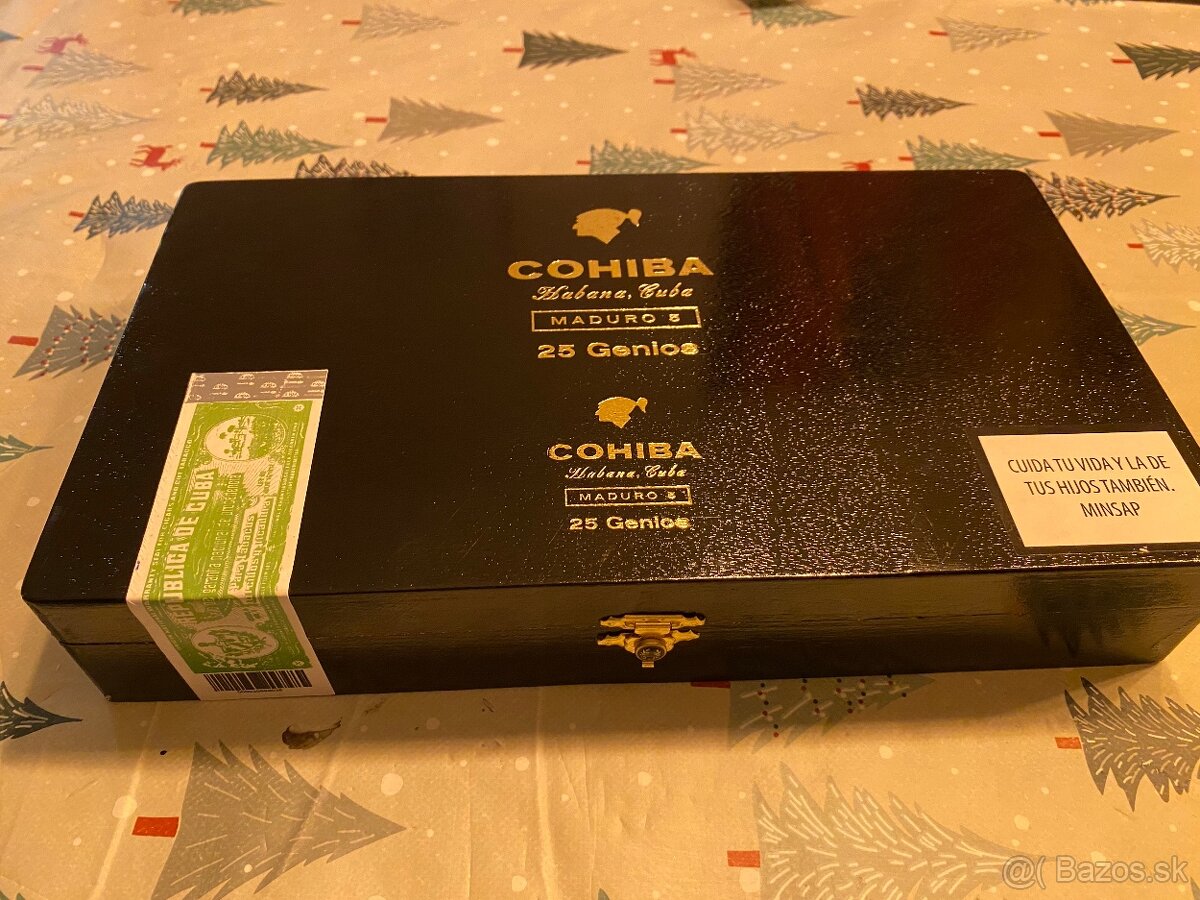 COHIBA
Habana, Cuba
MADURO 5
25 Genios
COHIBA
Habana, Cuba
MADURO 5
25 Genios
REPUBLICA DE CUBA
CUIDA TU VIDA Y LA DE
TUS HIJOS TAMBIÉN.
MINSAP
@( Bazos.sk